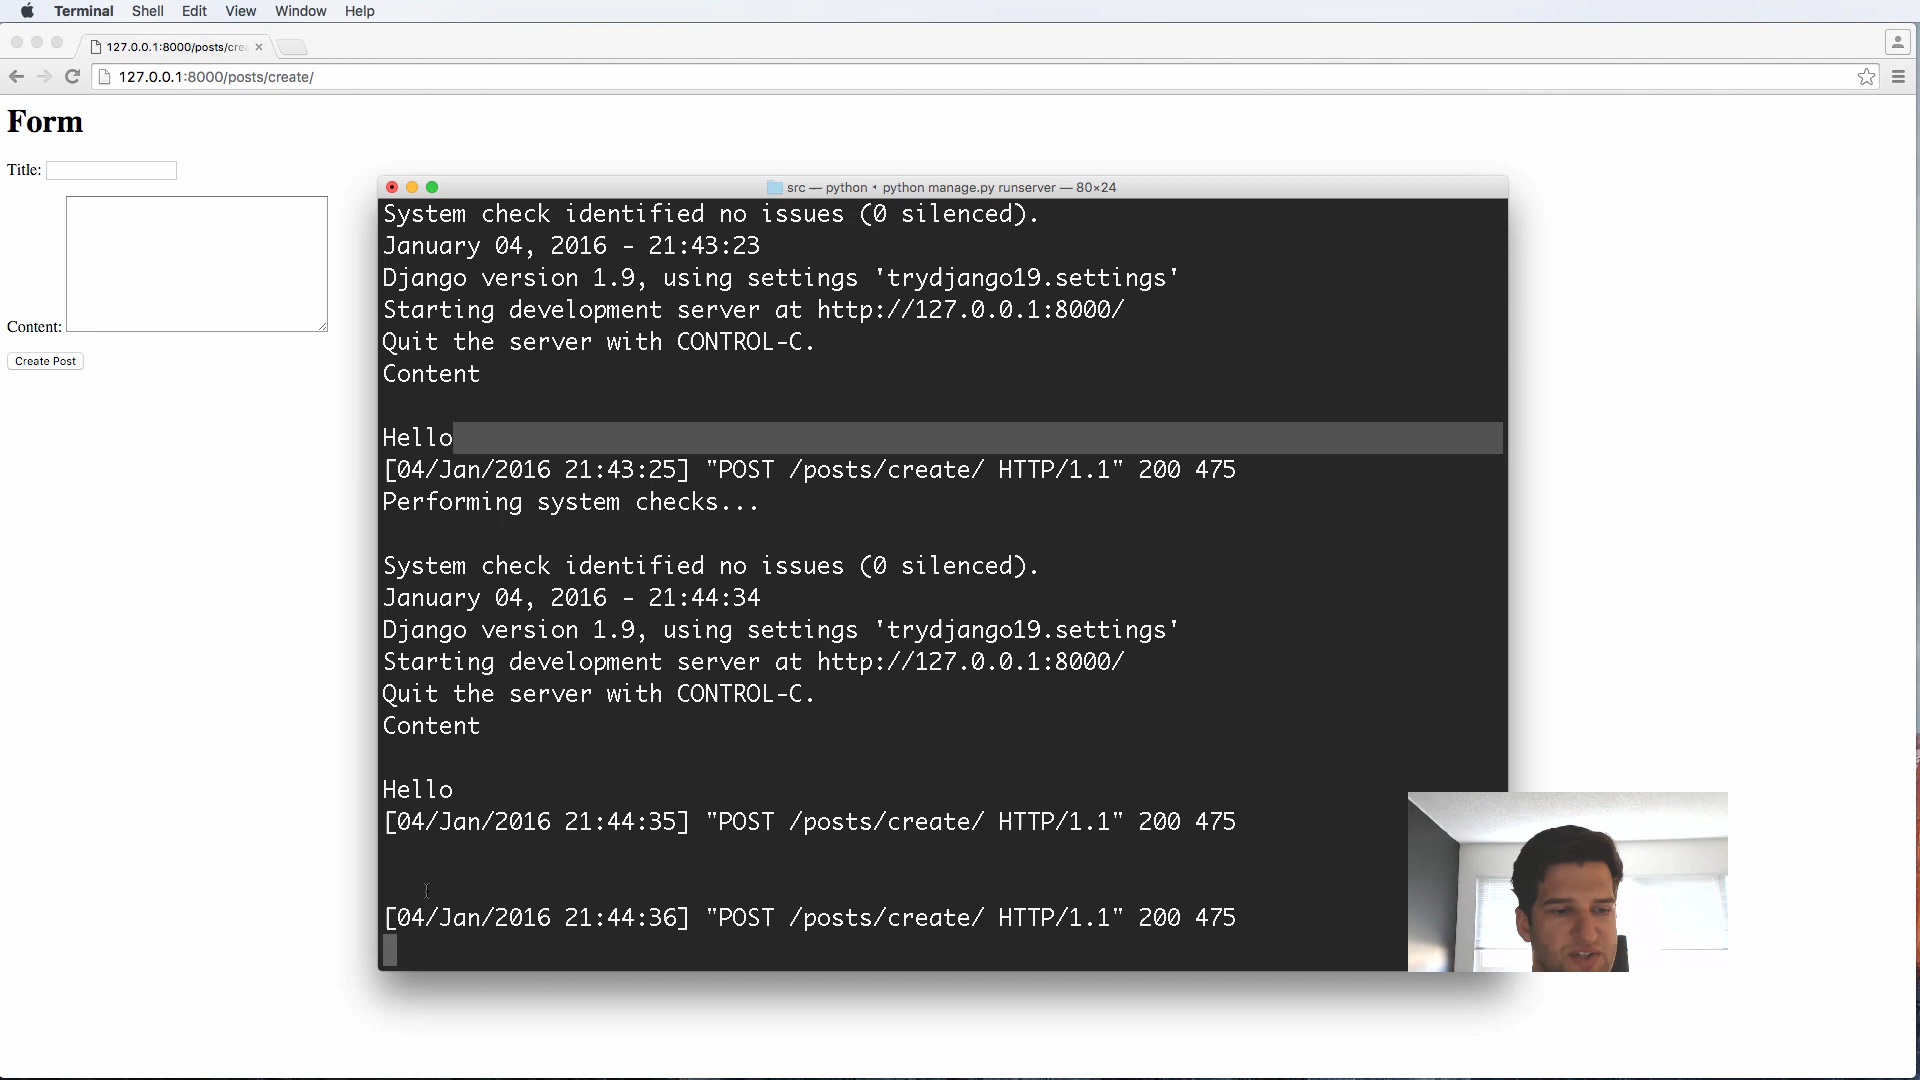 Terminal Shell Edit View Window Help
127.0.0.1:8000/posts/crea
127.0.0.1:8000/posts/create/
Form
Title:
Content:
Create Post
src — python • python manage.py runserver — 80×24
System check identified no issues (0 silenced).
January 04, 2016 - 21:43:23
Django version 1.9, using settings 'trydjango19.settings'
Starting development server at http://127.0.0.1:8000/
Quit the server with CONTROL-C.
Content
Hello
[04/Jan/2016 21:43:25] "POST /posts/create/ HTTP/1.1" 200 475
Performing system checks...
System check identified no issues (0 silenced).
January 04, 2016 - 21:44:34
Django version 1.9, using settings 'trydjango19.settings'
Starting development server at http://127.0.0.1:8000/
Quit the server with CONTROL-C.
Content
Hello
[04/Jan/2016 21:44:35] "POST /posts/create/ HTTP/1.1" 200 475
[04/Jan/2016 21:44:36] "POST /posts/create/ HTTP/1.1" 200 475